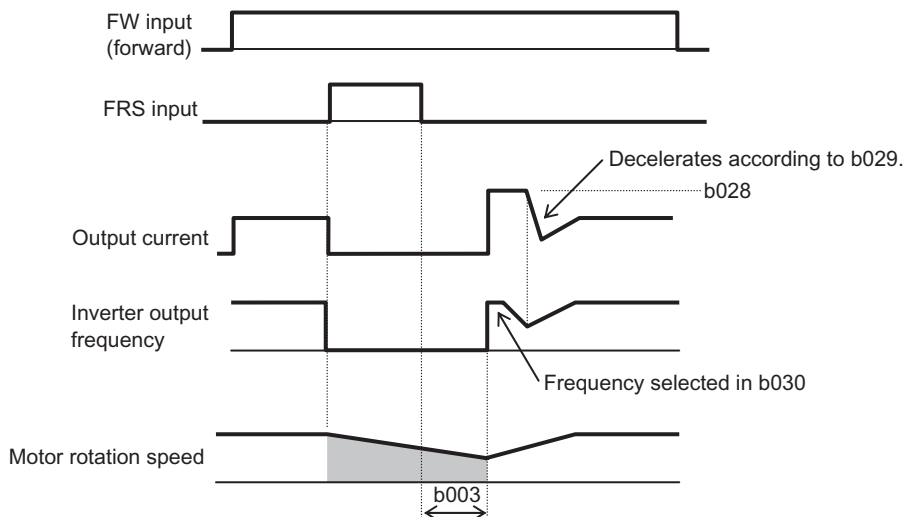 FW input
(forward)
FRS input
Decelerates according to b029.
b028
Output current
Inverter output
frequency
Frequency selected in b030
Motor rotation speed
b003